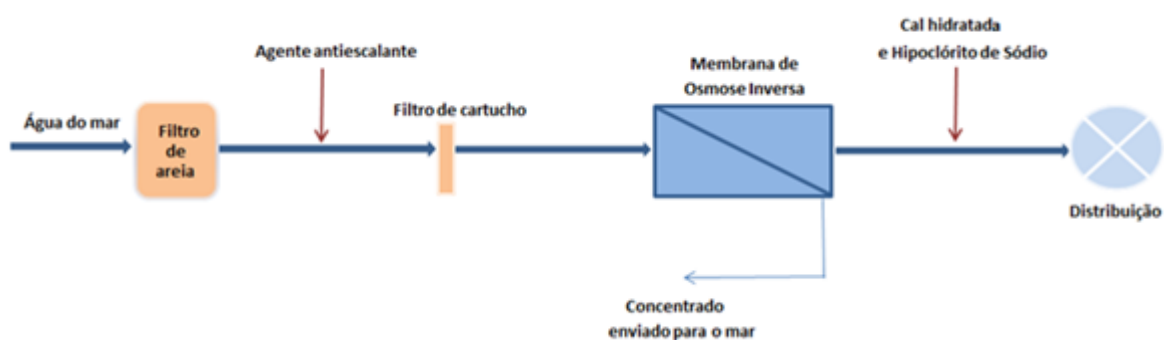 Água do mar
Filtro
de
areia
Agente antiescalante
Filtro de cartucho
Membrana de
Osmose Inversa
Concentrado
enviado para o mar
Cal hidratada
e Hipoclórito de Sódio
Distribuição